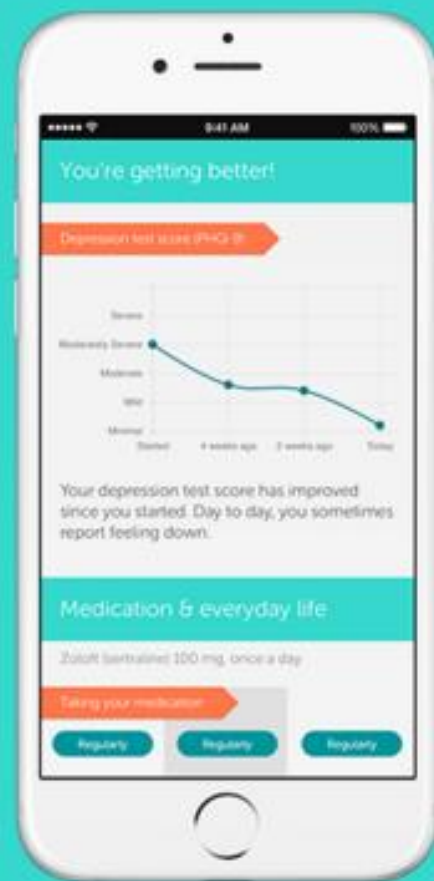 9:41 AM 100%
You're getting better!
Depression test score (PHQ-9)
Severe
Moderately Severe
Moderate
Mild
Minimal
Started 4 weeks ago 2 weeks ago Today
Your depression test score has improved
since you started. Day to day, you sometimes
report feeling down.
Medication & everyday life
Zoloft (sertraline) 100 mg, once a day
Taking your medication
Regularly Regularly Regularly